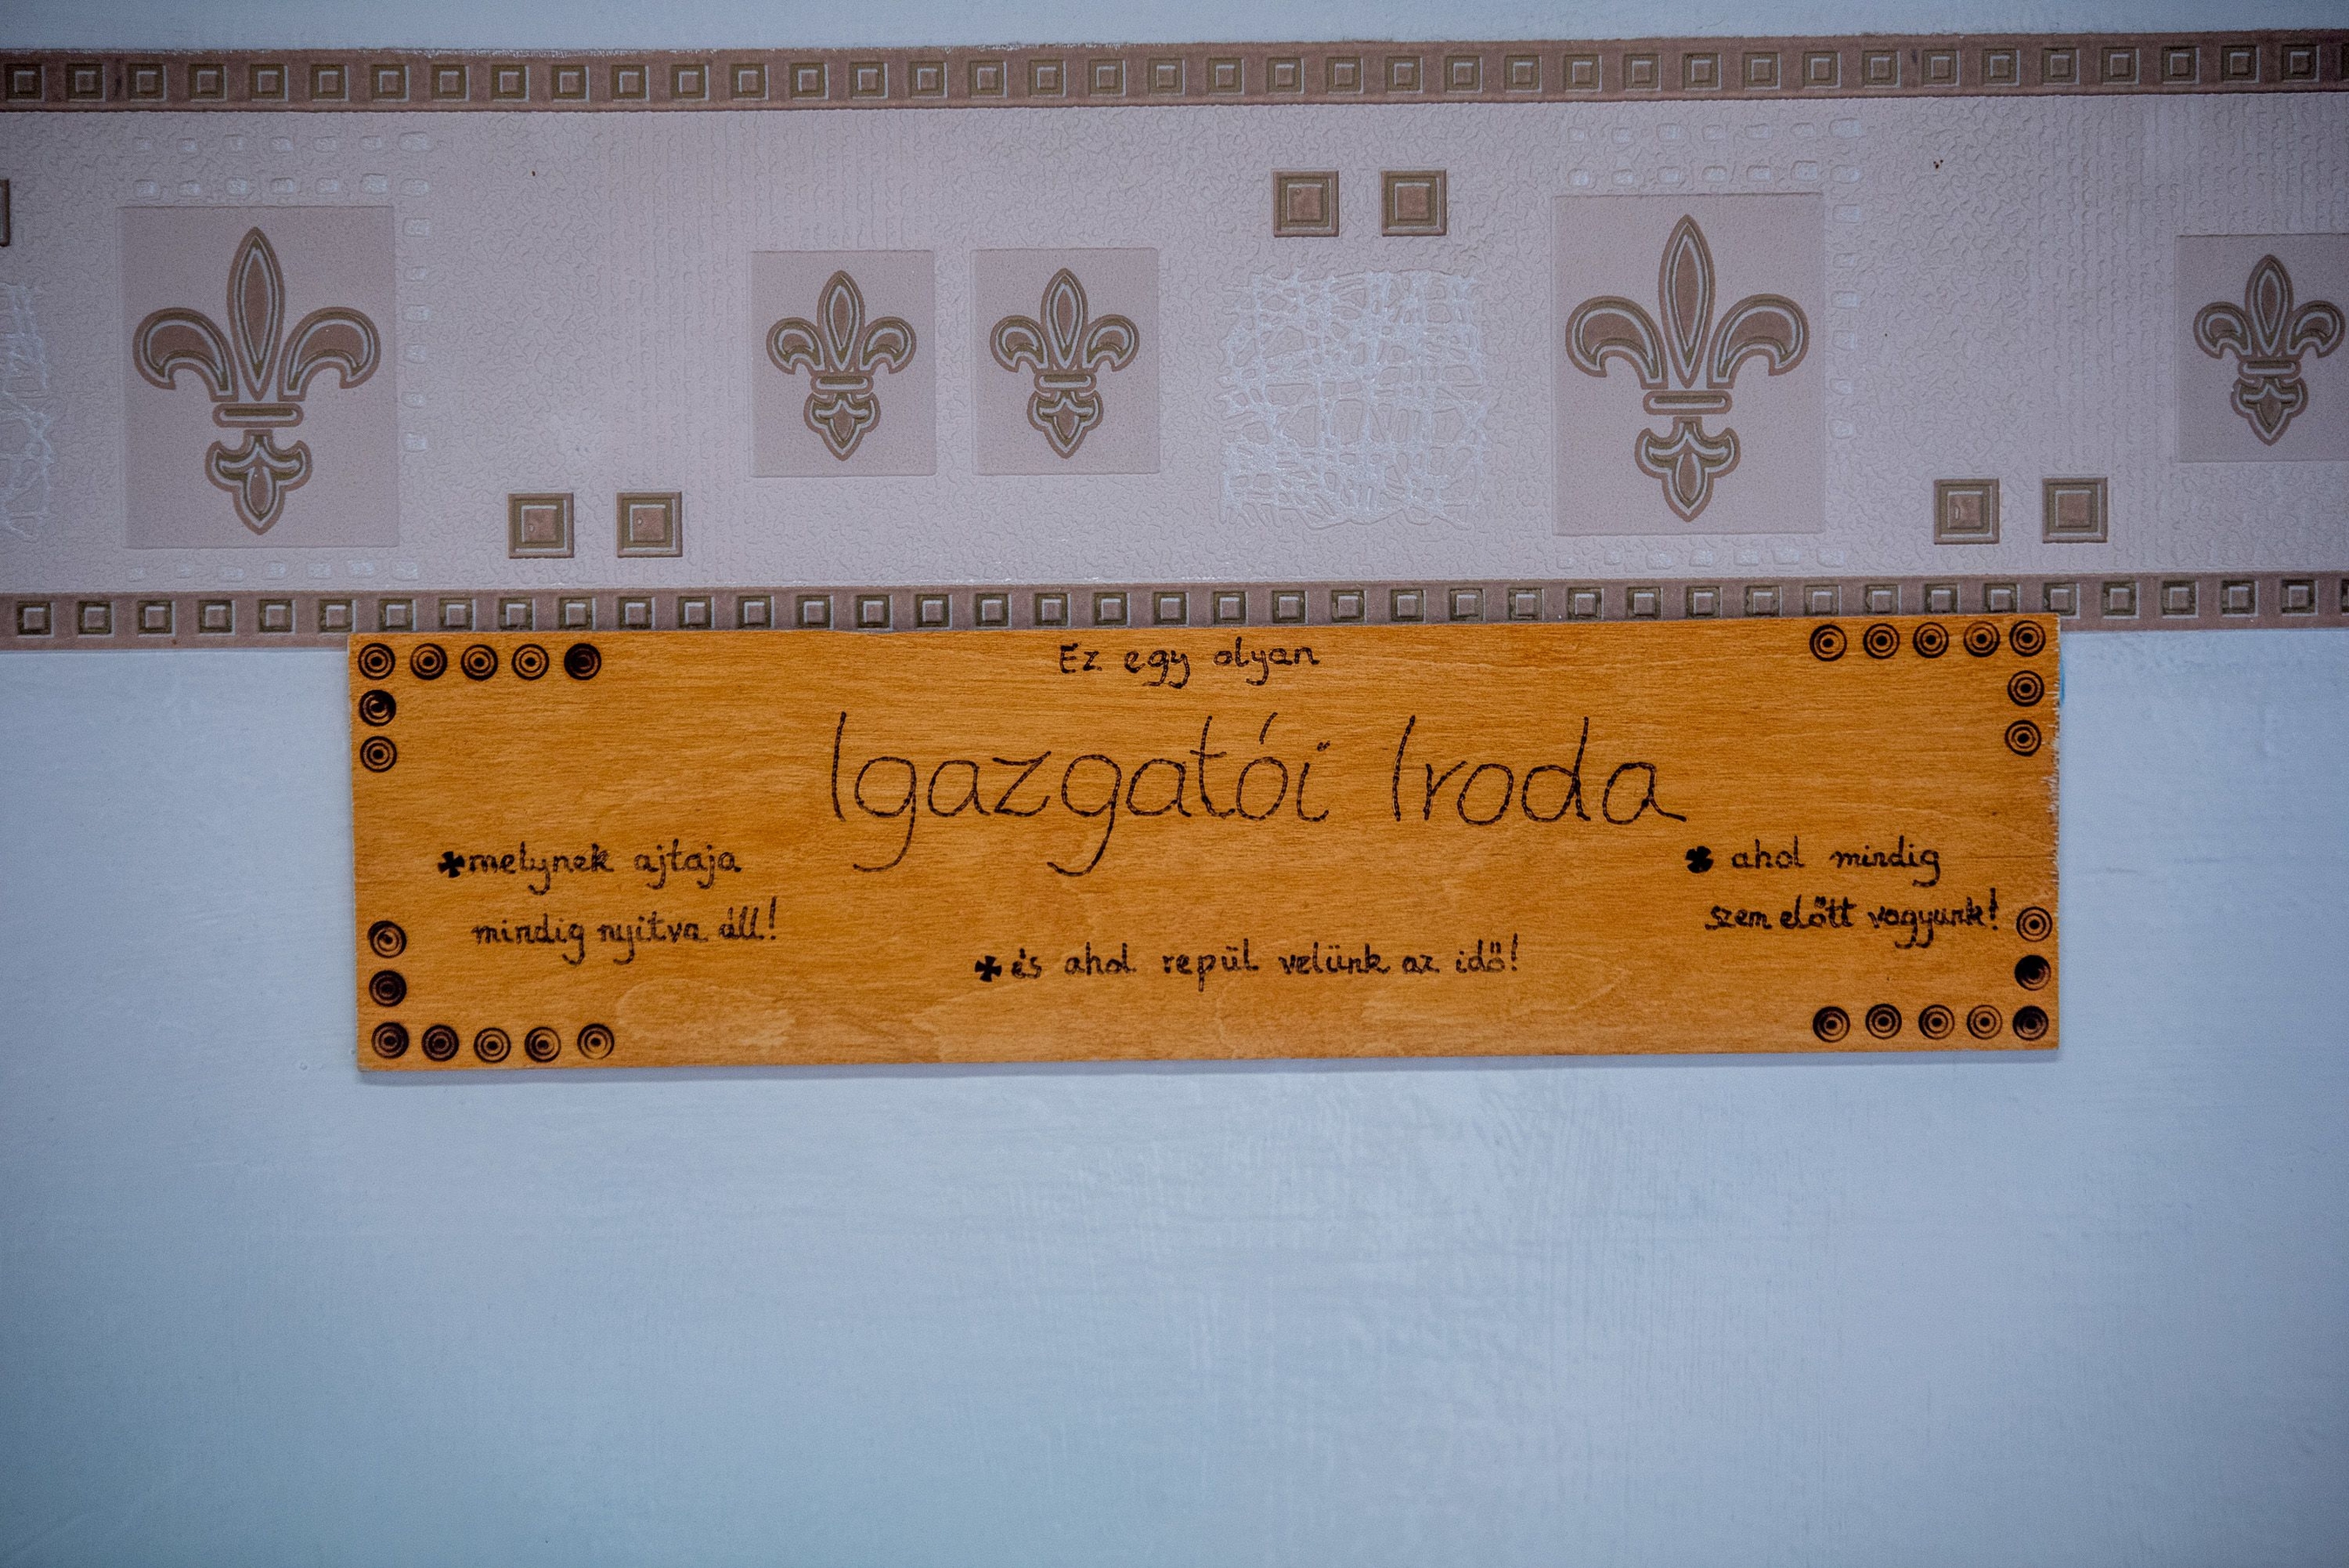 Ez egy olyan
Igazgatói Iroda
melynek ajtaja
mindig nyitva áll!
ahol mindig
szem előtt vagyunk!
és ahol repül velünk az idő!